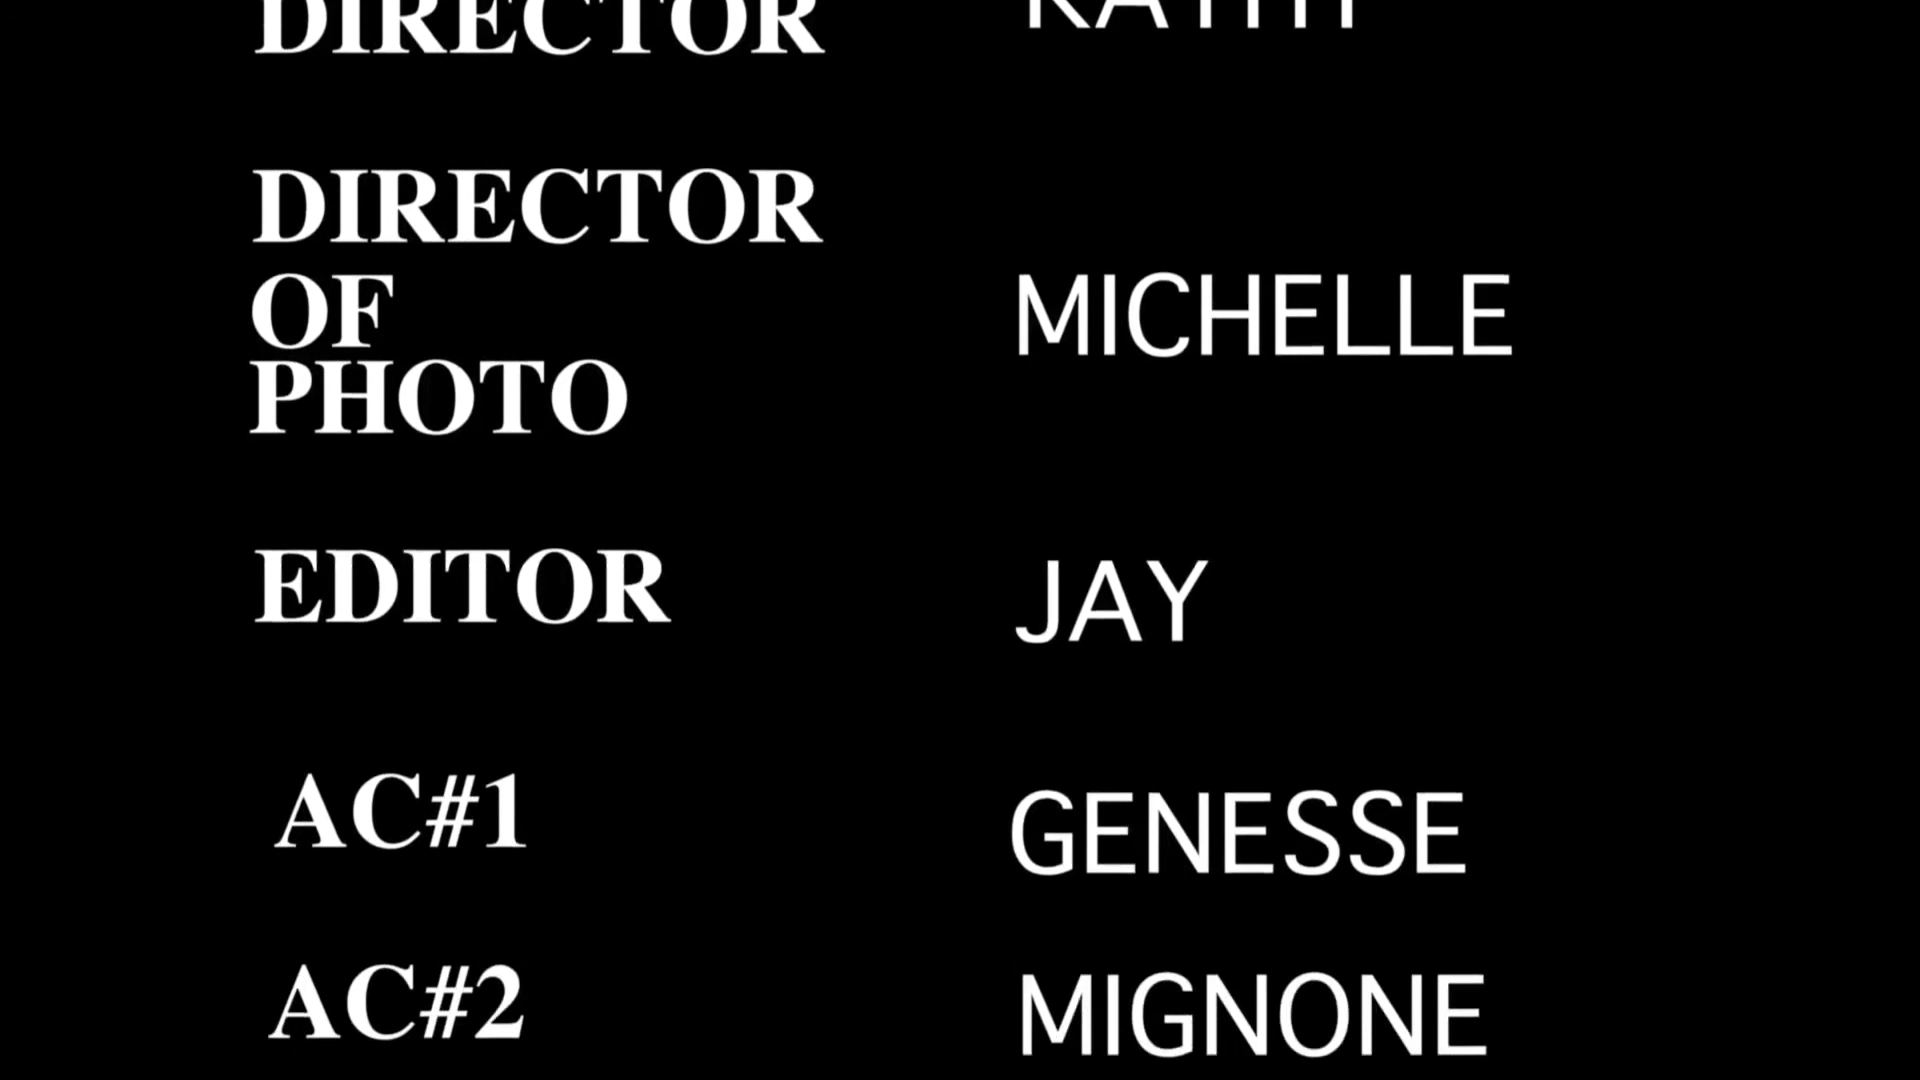 DIRECTOR
DIRECTOR
OF
PHOTO
MICHELLE
EDITOR
JAY
AC#1
GENESSE
AC#2
MIGNONE